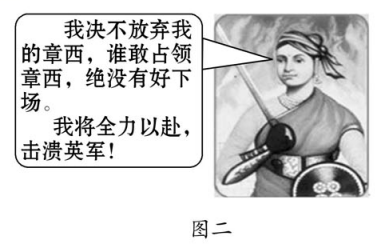 我决不放弃我
的章西，谁敢占领
章西，绝没有好下
场。
我将全力以赴，
击溃英军！
图二